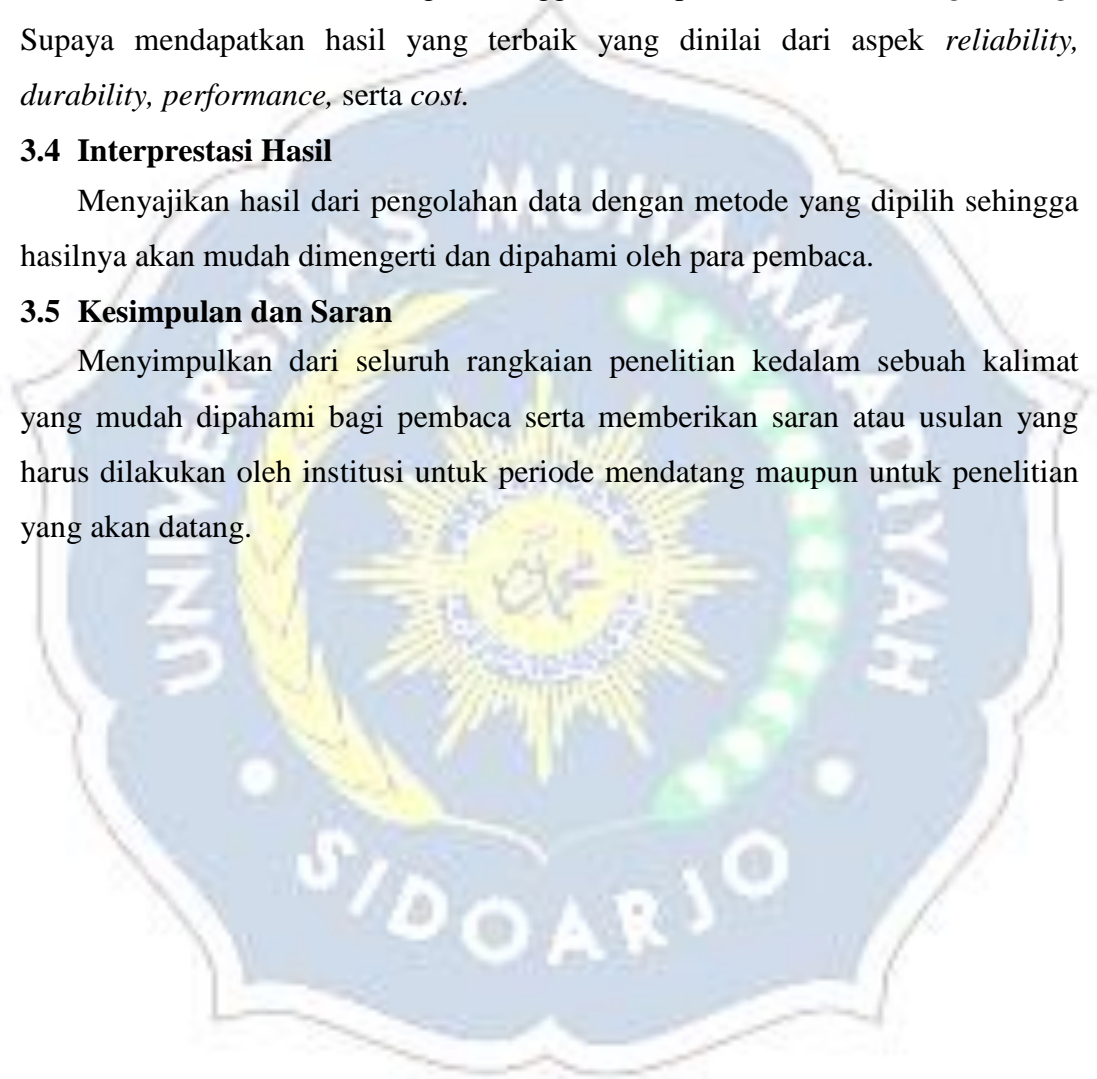 Supaya mendapatkan hasil yang terbaik yang dinilai dari aspek reliability,
durability, performance, serta cost.
3.4 Interprestasi Hasil
Menyajikan hasil dari pengolahan data dengan metode yang dipilih sehingga
hasilnya akan mudah dimengerti dan dipahami oleh para pembaca.
3.5 Kesimpulan dan Saran
Menyimpulkan dari seluruh rangkaian penelitian kedalam sebuah kalimat
yang mudah dipahami bagi pembaca serta memberikan saran atau usulan yang
harus dilakukan oleh institusi untuk periode mendatang maupun untuk penelitian
yang akan datang.
UNIVERSITAS MUHAMMADIYAH
SIDOARJO